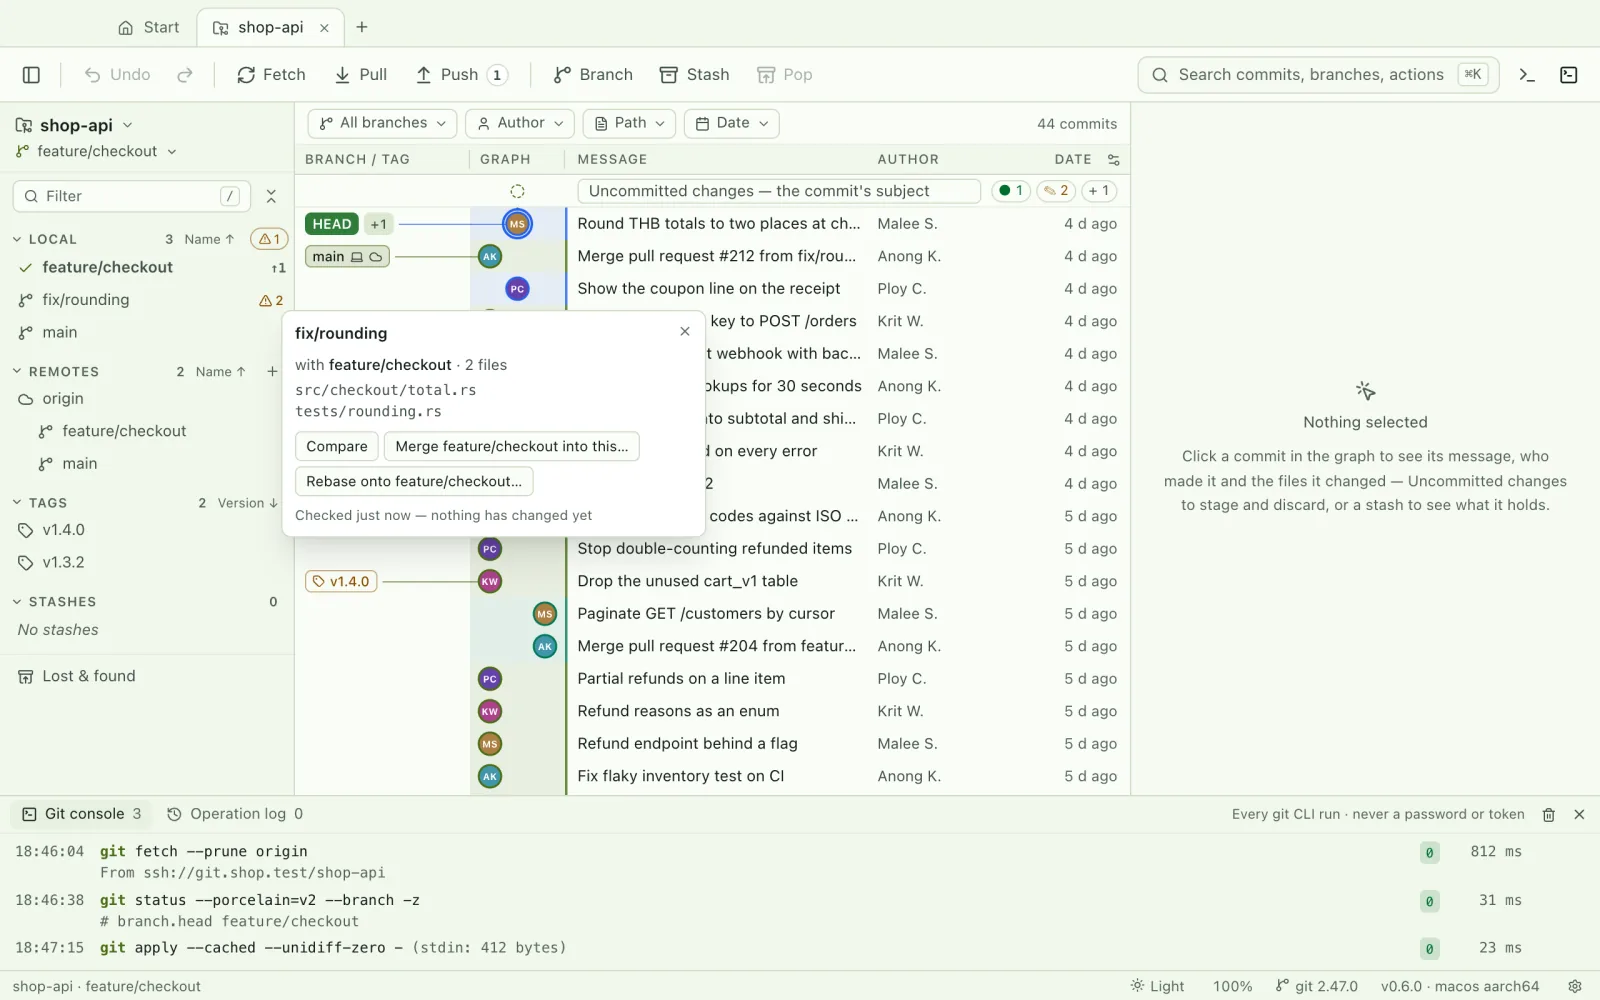 Start
shop-api
Undo
Fetch
Pull
Push 1
Branch
Stash
Pop
Search commits, branches, actions ⌘K
shop-api
feature/checkout
Filter /
LOCAL 3 Name ↑ 1
feature/checkout ↑1
fix/rounding 2
main
REMOTES 2 Name ↑ +
origin
feature/checkout
main
TAGS 2 Version ↓
v1.4.0
v1.3.2
STASHES 0
No stashes
Lost & found
All branches Author Path Date 44 commits
BRANCH / TAG GRAPH MESSAGE AUTHOR DATE
Uncommitted changes — the commit's subject 1 2 + 1
HEAD +1 MS Round THB totals to two places at ch... Malee S. 4 d ago
main AK Merge pull request #212 from fix/rou... Anong K. 4 d ago
PC Show the coupon line on the receipt Ploy C. 4 d ago
key to POST /orders Krit W. 4 d ago
t webhook with bac... Malee S. 4 d ago
okups for 30 seconds Anong K. 4 d ago
to subtotal and shi... Ploy C. 4 d ago
on every error Krit W. 4 d ago
2 Malee S. 4 d ago
codes against ISO ... Anong K. 5 d ago
PC Stop double-counting refunded items Ploy C. 5 d ago
v1.4.0 KW Drop the unused cart_v1 table Krit W. 5 d ago
MS Paginate GET /customers by cursor Malee S. 5 d ago
AK Merge pull request #204 from featur... Anong K. 5 d ago
PC Partial refunds on a line item Ploy C. 5 d ago
KW Refund reasons as an enum Krit W. 5 d ago
MS Refund endpoint behind a flag Malee S. 5 d ago
AK Fix flaky inventory test on CI Anong K. 5 d ago
fix/rounding
with feature/checkout · 2 files
src/checkout/total.rs
tests/rounding.rs
Compare
Merge feature/checkout into this...
Rebase onto feature/checkout...
Checked just now — nothing has changed yet
Nothing selected
Click a commit in the graph to see its message, who
made it and the files it changed — Uncommitted changes
to stage and discard, or a stash to see what it holds.
Git console 3
Operation log 0
Every git CLI run · never a password or token
18:46:04 git fetch --prune origin 0 812 ms
From ssh://git.shop.test/shop-api
18:46:38 git status --porcelain=v2 --branch -z 0 31 ms
# branch.head feature/checkout
18:47:15 git apply --cached --unidiff-zero - (stdin: 412 bytes) 0 23 ms
shop-api · feature/checkout
Light 100% git 2.47.0 v0.6.0 · macos aarch64